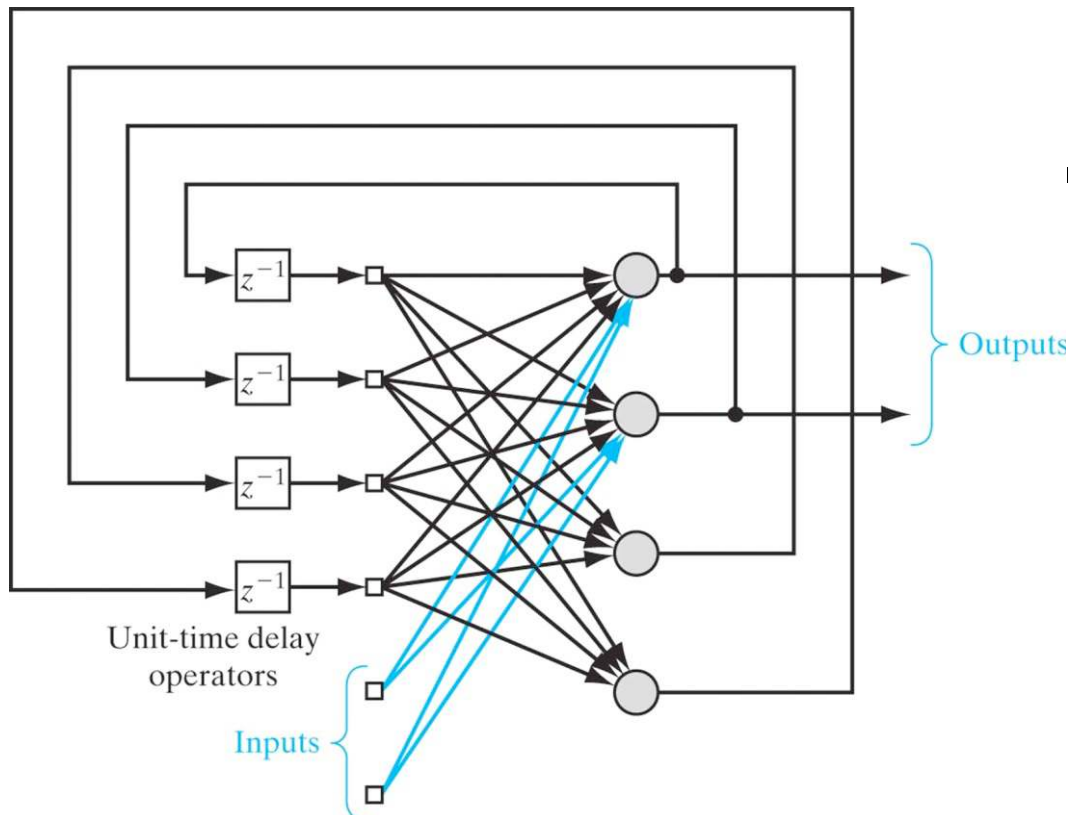 z⁻¹
z⁻¹
z⁻¹
z⁻¹
Unit-time delay
operators
Inputs
Outputs